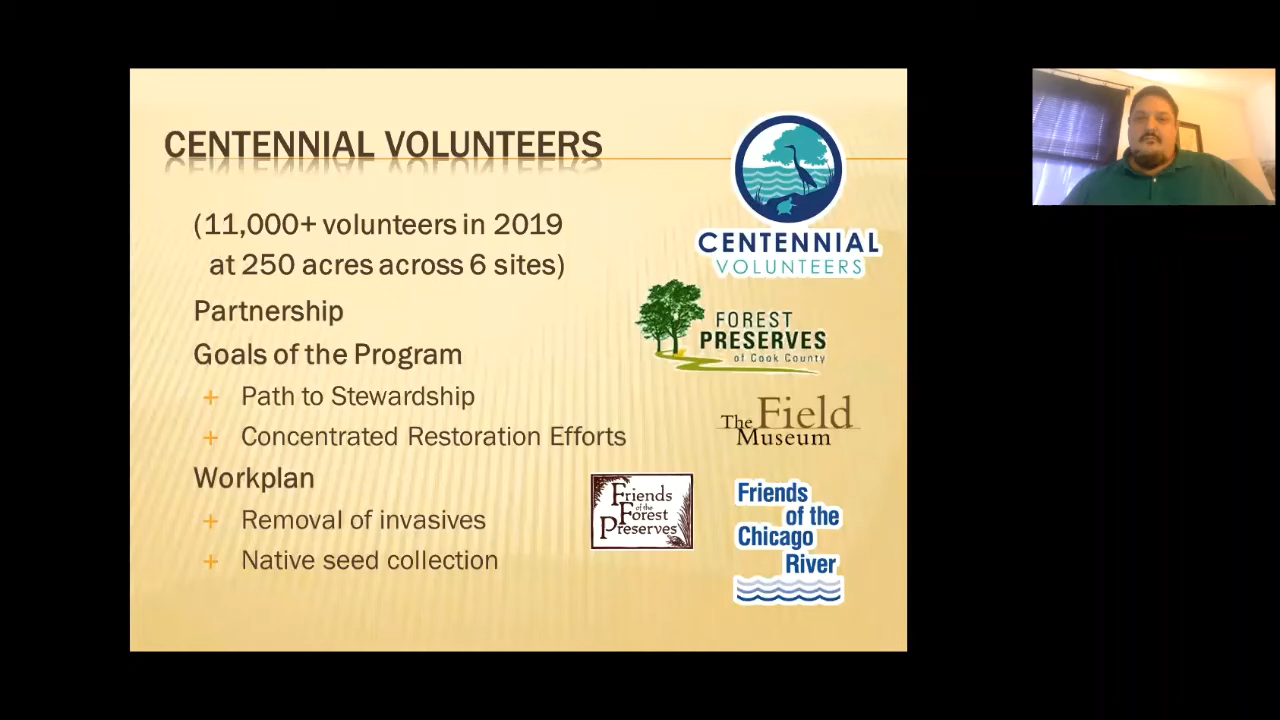 CENTENNIAL VOLUNTEERS
(11,000+ volunteers in 2019
at 250 acres across 6 sites)
Partnership
Goals of the Program
+ Path to Stewardship
+ Concentrated Restoration Efforts
Workplan
+ Removal of invasives
+ Native seed collection
CENTENNIAL
VOLUNTEERS
FOREST
PRESERVES
of Cook County
The Field
Museum
Friends
of the
Forest
Preserves
Friends
of the
Chicago
River